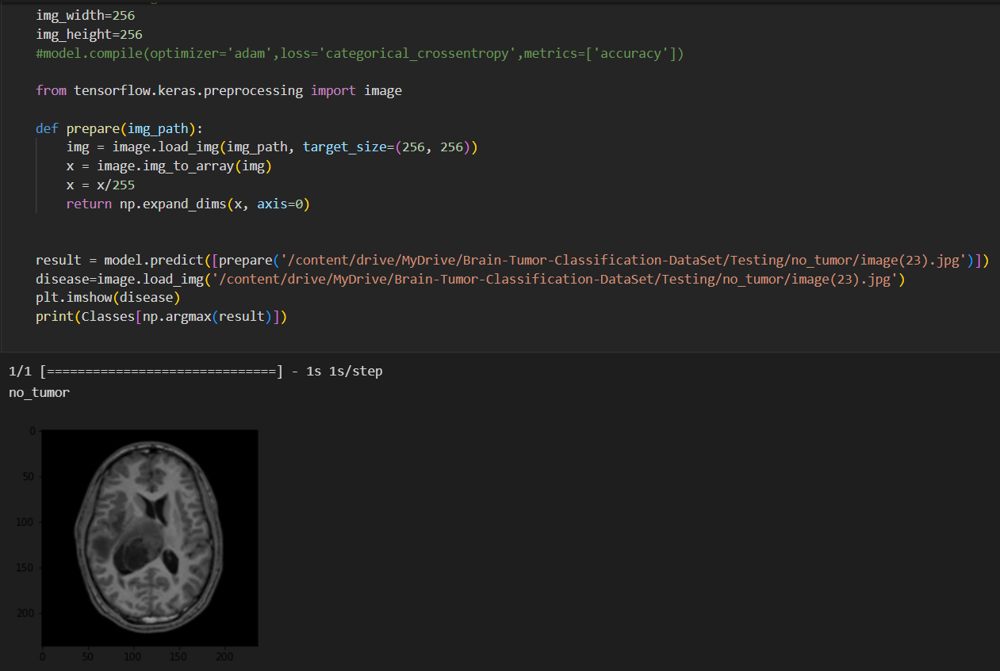 img_width=256
img_height=256
#model.compile(optimizer='adam',loss='categorical_crossentropy',metrics=['accuracy'])
from tensorflow.keras.preprocessing import image
def prepare(img_path):
    img = image.load_img(img_path, target_size=(256, 256))
    x = image.img_to_array(img)
    x = x/255
    return np.expand_dims(x, axis=0)
result = model.predict([prepare('/content/drive/MyDrive/Brain-Tumor-Classification-DataSet/Testing/no_tumor/image(23).jpg')])
disease=image.load_img('/content/drive/MyDrive/Brain-Tumor-Classification-DataSet/Testing/no_tumor/image(23).jpg')
plt.imshow(disease)
print(Classes[np.argmax(result)])
1/1 [==============================] - 1s 1s/step
no_tumor
0
50
100
150
200
0 50 100 150 200